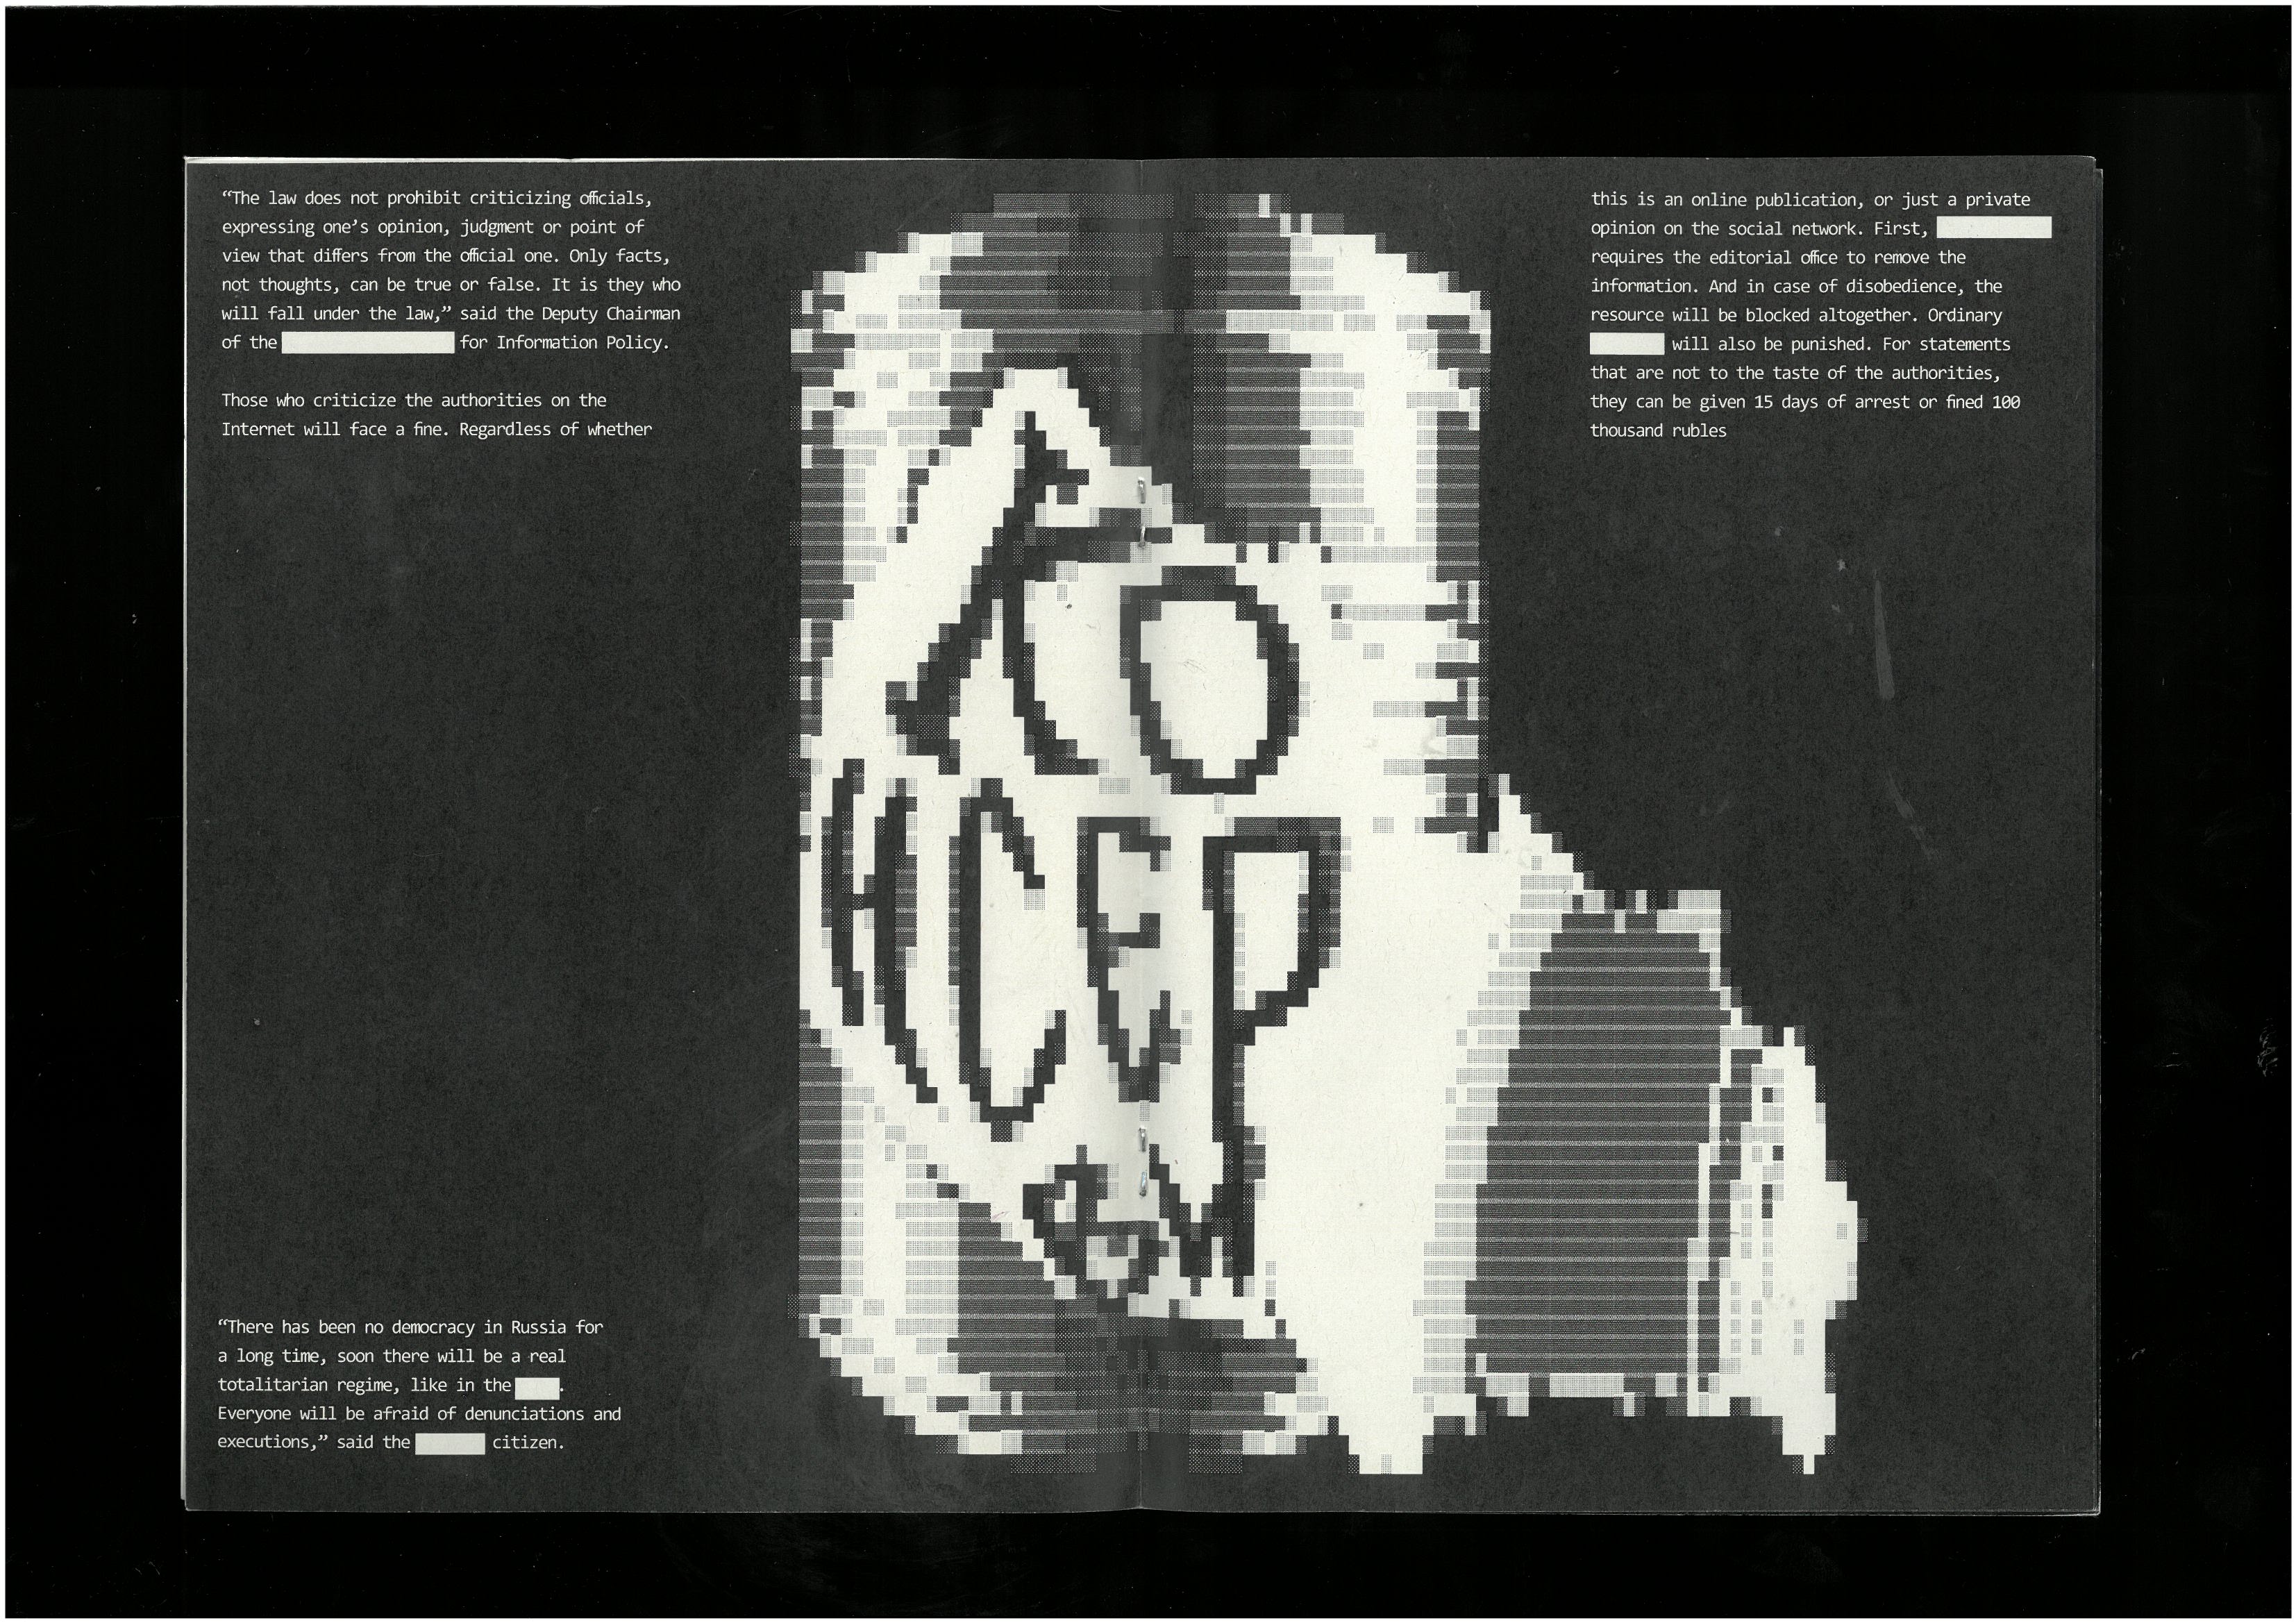 “The law does not prohibit criticizing officials,
expressing one’s opinion, judgment or point of
view that differs from the official one. Only facts,
not thoughts, can be true or false. It is they who
will fall under the law,” said the Deputy Chairman
of the for Information Policy.
Those who criticize the authorities on the
Internet will face a fine. Regardless of whether
this is an online publication, or just a private
opinion on the social network. First,
requires the editorial office to remove the
information. And in case of disobedience, the
resource will be blocked altogether. Ordinary
will also be punished. For statements
that are not to the taste of the authorities,
they can be given 15 days of arrest or fined 100
thousand rubles
“There has been no democracy in Russia for
a long time, soon there will be a real
totalitarian regime, like in the .
Everyone will be afraid of denunciations and
executions,” said the citizen.